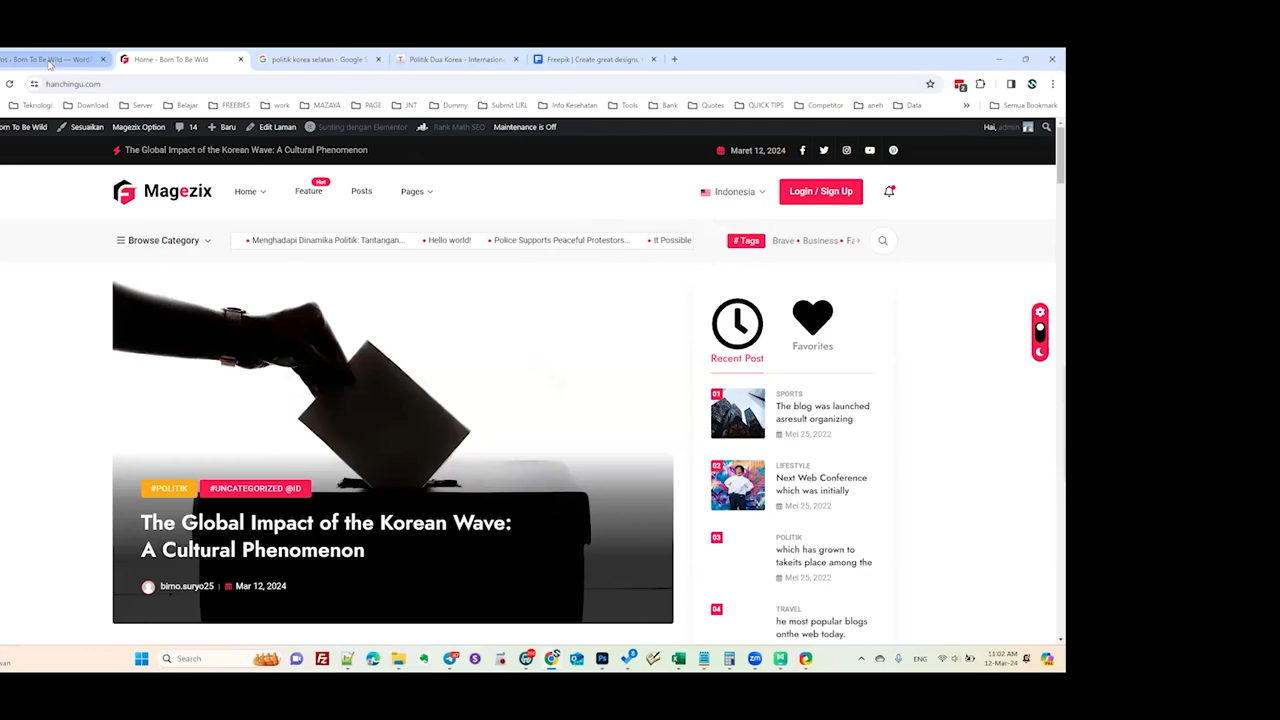 os ‹ Born To Be Wild — Word
Home - Born To Be Wild
politik korea selatan - Google S
Politik Dua Korea - Internasion
Freepik | Create great designs,
hanchingu.com
Teknologi
Download
Server
Belajar
FREEBIES
work
MAZAYA
PAGE
JNT
Dummy
Submit URL
Info Kesehatan
Tools
Bank
Quotes
QUICK TIPS
Competitor
aneh
Data
»
Semua Bookmark
orn To Be Wild
Sesuaikan
Magezix Option
14
Baru
Edit Laman
Sunting dengan Elementor
Rank Math SEO
Maintenance is Off
Hai, admin
The Global Impact of the Korean Wave: A Cultural Phenomenon
Maret 12, 2024
Magezix
Home
Hot
Feature
Posts
Pages
Indonesia
Login / Sign Up
Browse Category
Menghadapi Dinamika Politik: Tantangan...
Hello world!
Police Supports Peaceful Protestors...
It Possible
# Tags
Brave • Business • Fa
Recent Post
Favorites
01
SPORTS
The blog was launched
asresult organizing
Mei 25, 2022
02
LIFESTYLE
Next Web Conference
which was initially
Mei 25, 2022
03
POLITIK
which has grown to
takeits place among the
Mei 25, 2022
04
TRAVEL
he most popular blogs
onthe web today.
#POLITIK
#UNCATEGORIZED @ID
The Global Impact of the Korean Wave:
A Cultural Phenomenon
bimo.suryo25
Mar 12, 2024
wan
Search
ENG
11:02 AM
12-Mar-24